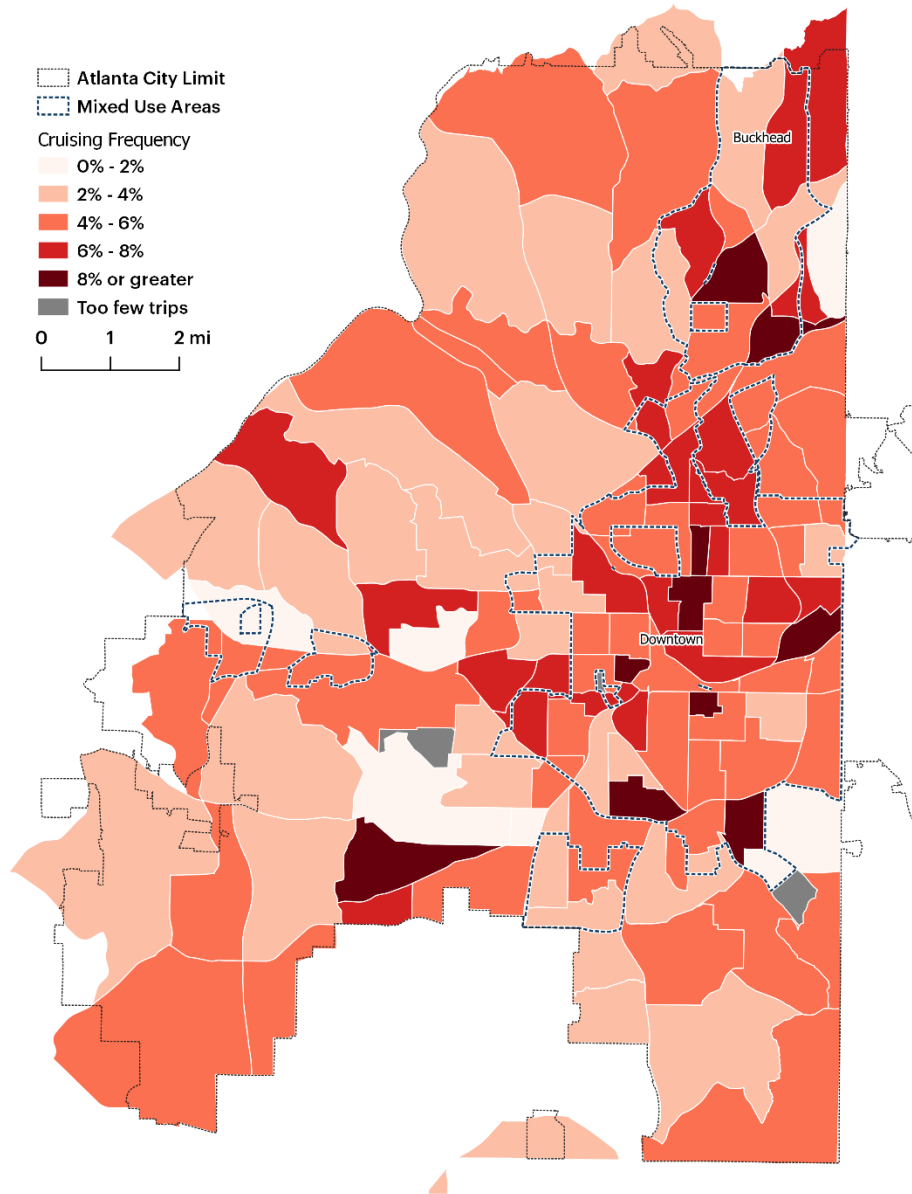 Atlanta City Limit
Mixed Use Areas
Cruising Frequency
0% - 2%
2% - 4%
4% - 6%
6% - 8%
8% or greater
Too few trips
0 1 2 mi
Buckhead
Downtown